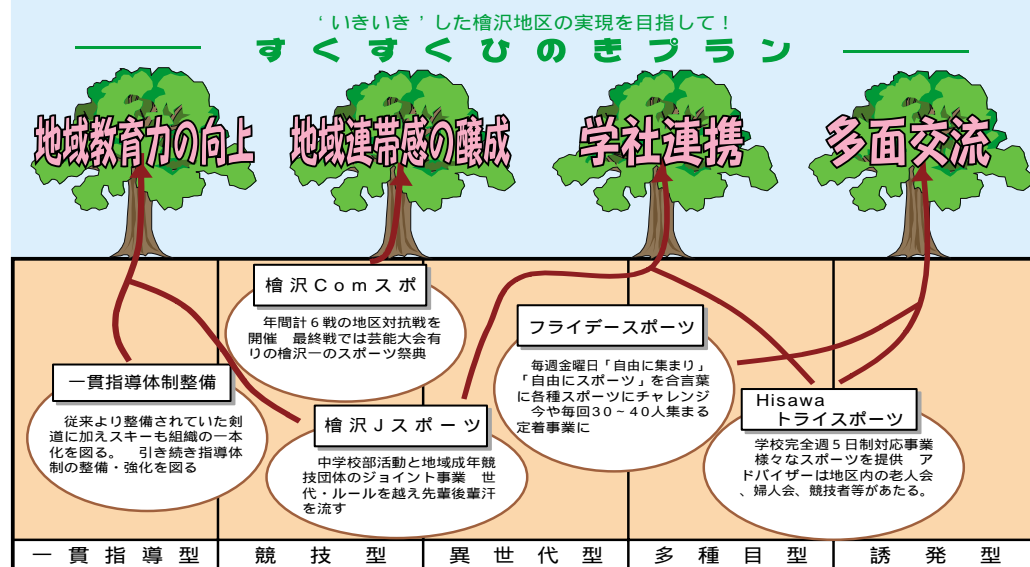 ‘いきいき’した檜沢地区の実現を目指して！
すくすくひのきプラン
地域教育力の向上
地域連帯感の醸成
学社連携
多面交流
檜沢Ｃｏｍスポ
年間計６戦の地区対抗戦を
開催　最終戦では芸能大会有
りの檜沢一のスポーツ祭典
フライデースポーツ
毎週金曜日「自由に集まり」
「自由にスポーツ」を合言葉
に各種スポーツにチャレンジ
今や毎回３０～４０人集まる
定着事業に
一貫指導体制整備
従来より整備されていた剣
道に加えスキーも組織の一本
化を図る。　引き続き指導体
制の整備・強化を図る
檜沢Ｊスポーツ
中学校部活動と地域成年競
技団体のジョイント事業　世
代・ルールを越え先輩後輩汗
を流す
Hisawa
トライスポーツ
学校完全週５日制対応事業
様々なスポーツを提供　ア
ドバイザーは地区内の老人会
、婦人会、競技者等があたる。
一貫指導型
競技型
異世代型
多種目型
誘発型